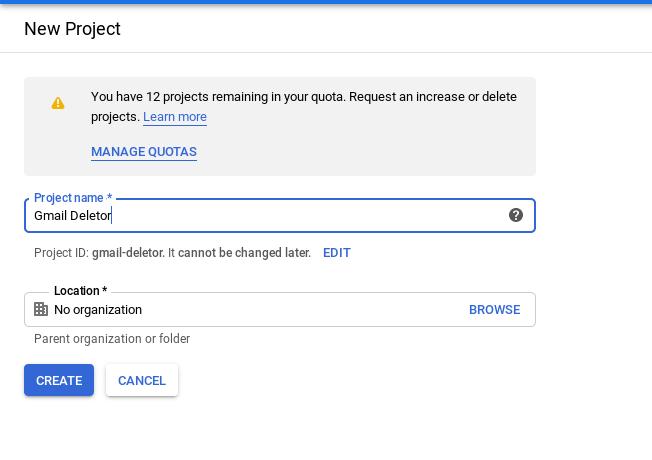 New Project
You have 12 projects remaining in your quota. Request an increase or delete
projects. Learn more
MANAGE QUOTAS
Project name *
Gmail Deletor
Project ID: gmail-deletor. It cannot be changed later. EDIT
Location *
No organization BROWSE
Parent organization or folder
CREATE CANCEL